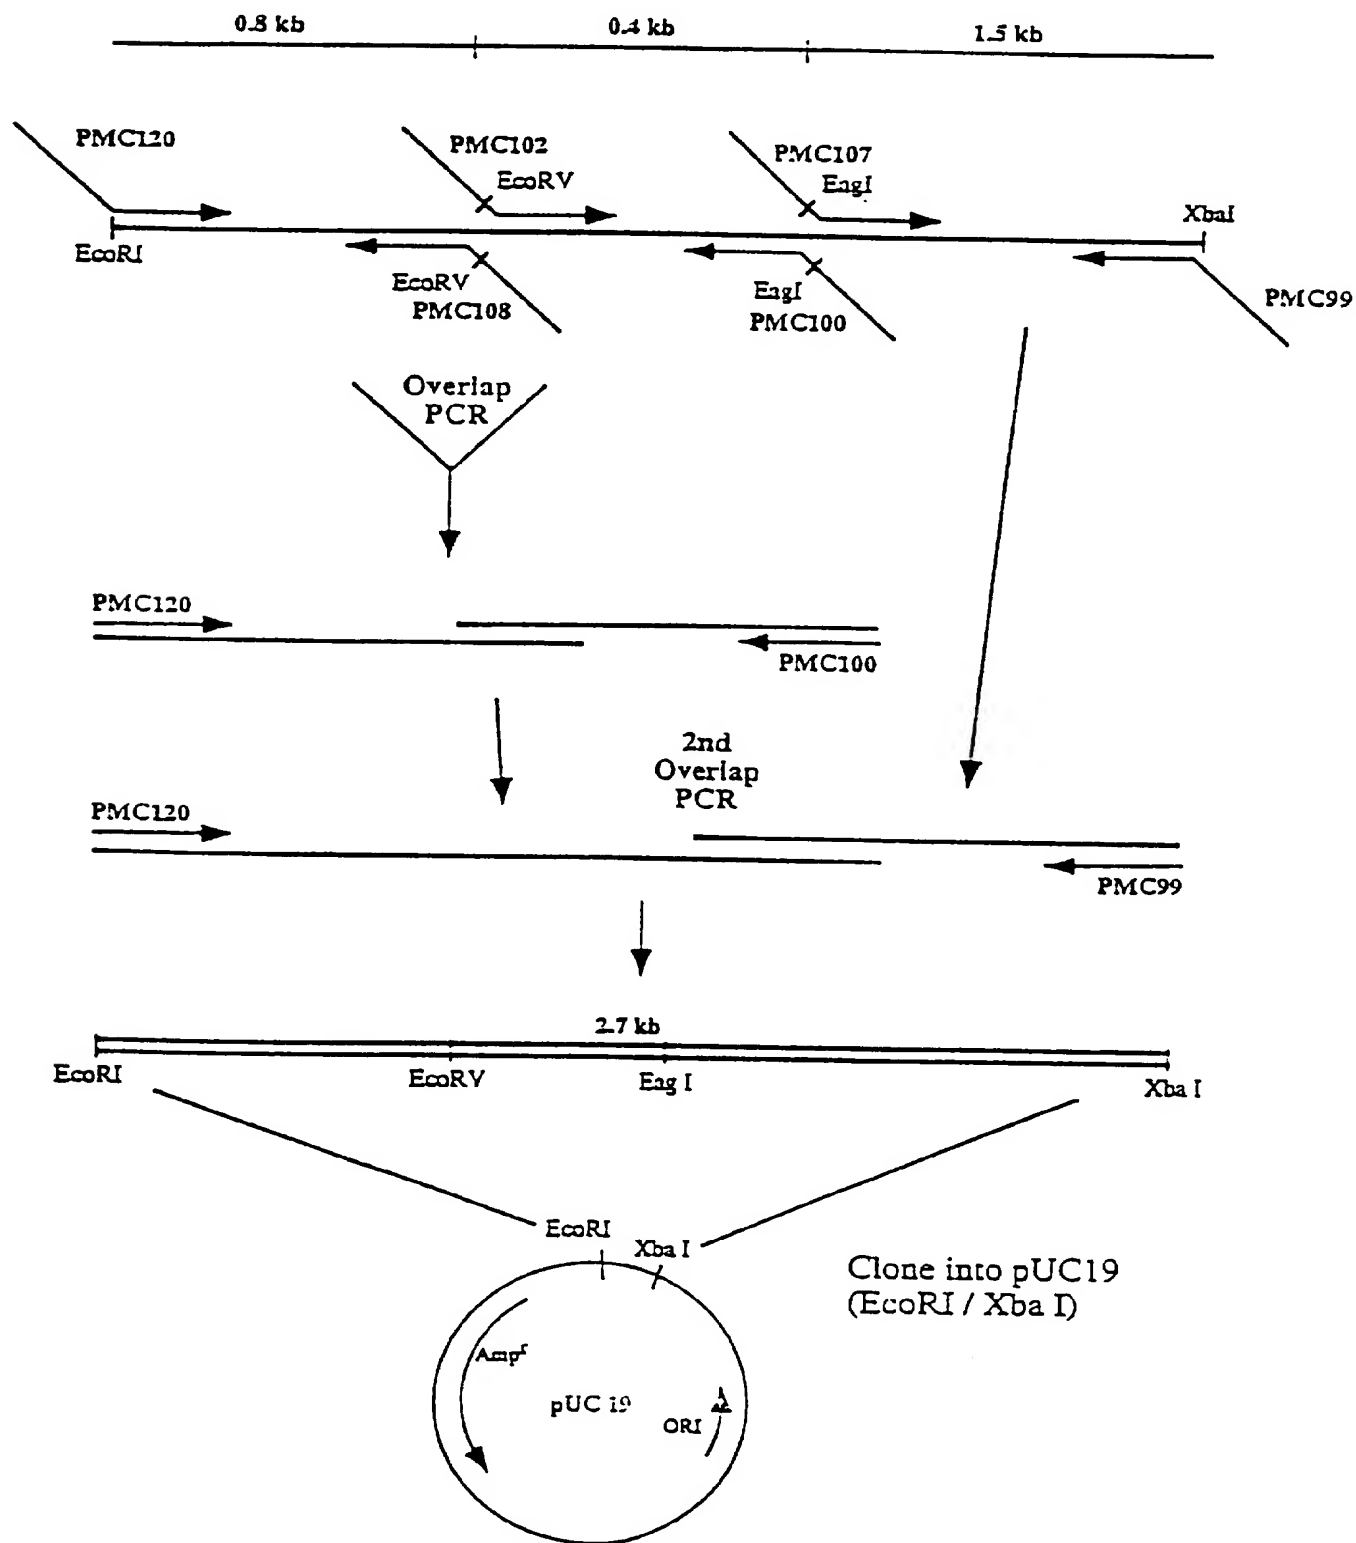 0.8 kb 0.4 kb 1.5 kb
PMC120
PMC102
EcoRV
PMC107
EagI
XbaI
EcoRI
EcoRV
PMC108
EagI
PMC100
PMC99
Overlap
PCR
PMC120
PMC100
2nd
Overlap
PCR
PMC120
PMC99
2.7 kb
EcoRI EcoRV Eag I Xba I
EcoRI Xba I
Clone into pUC19
(EcoRI / Xba I)
Ampr
pUC 19
ORI